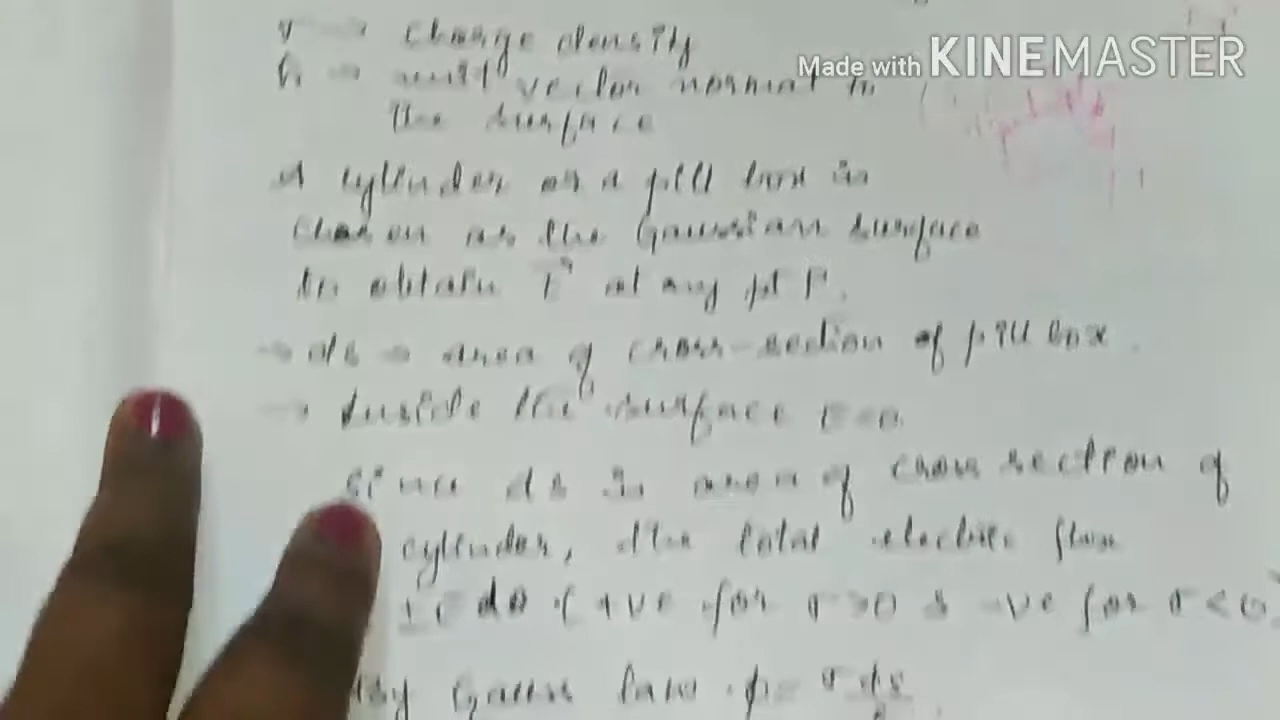 Made with KINEMASTER
σ → charge density
n̂ → unit vector normal to
the surface
A cylinder or a pill box is
chosen as the Gaussian surface
to obtain E⃗ at any pt P.
→ ds → area of cross-section of pill box
→ Inside the surface E=0
Since ds is area of cross section of
cylinder, the total electric flux
±E ds (+ve for σ>0 & -ve for σ<0)
By Gauss law φ= σds